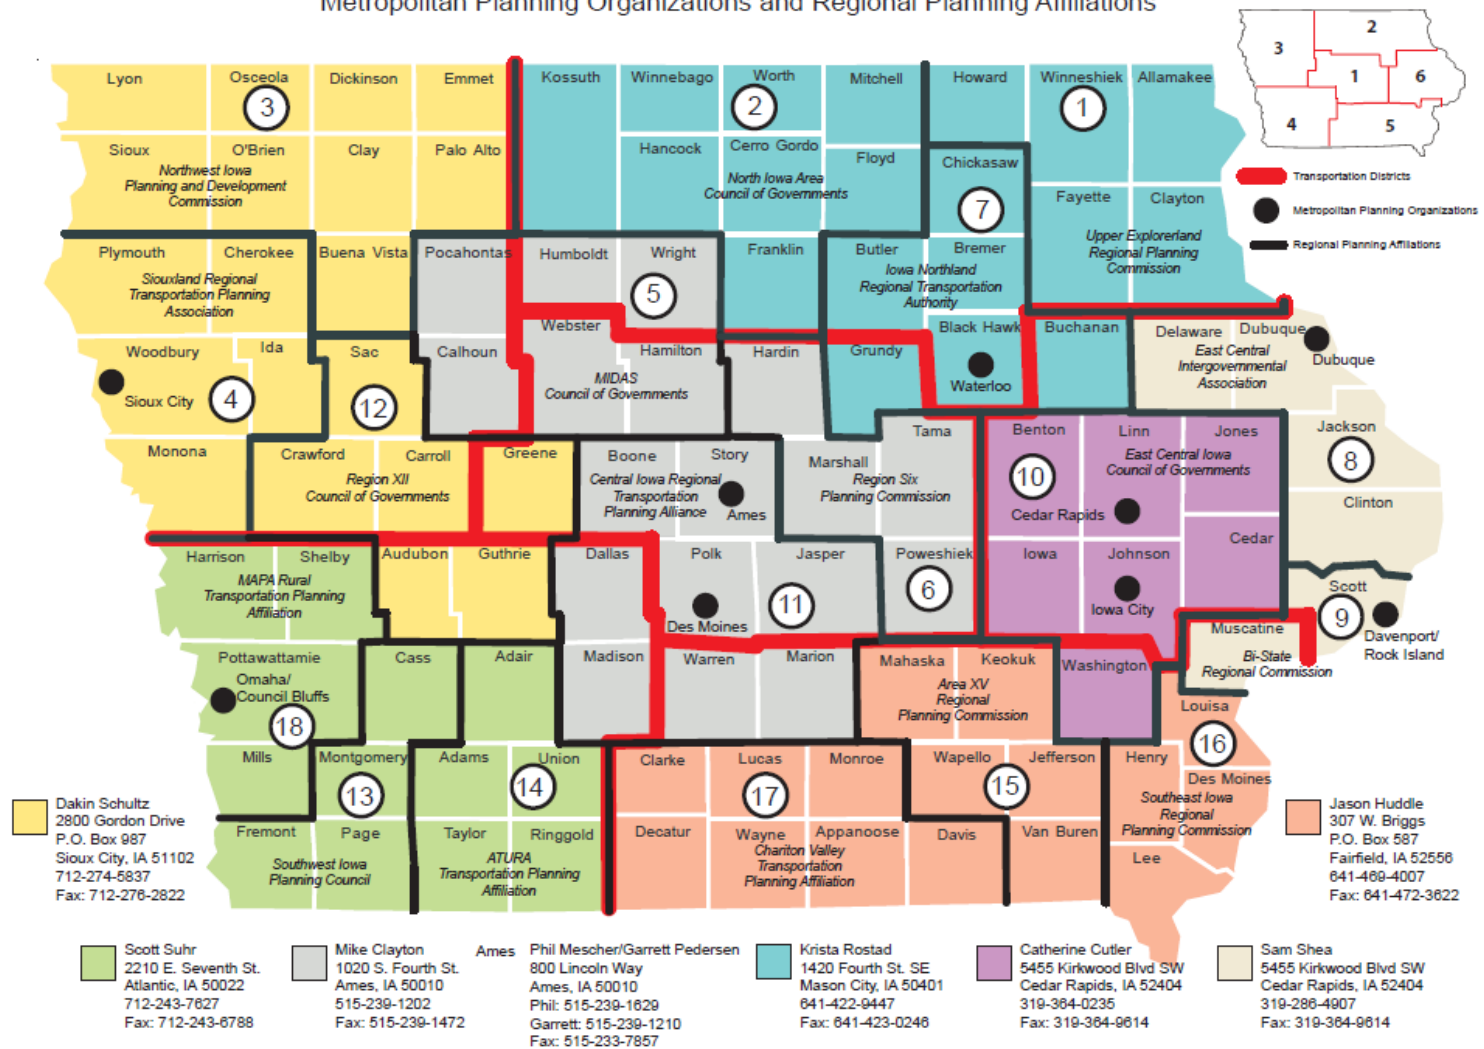 Metropolitan Planning Organizations and Regional Planning Affiliations
2
3
1
6
4
5
Transportation Districts
Metropolitan Planning Organizations
Regional Planning Affiliations
Lyon
Osceola
Dickinson
Emmet
Kossuth
Winnebago
Worth
Mitchell
Howard
Winneshiek
Allamakee
3
2
1
Sioux
O'Brien
Clay
Palo Alto
Hancock
Cerro Gordo
Floyd
Chickasaw
Northwest Iowa
Planning and Development
Commission
North Iowa Area
Council of Governments
7
Fayette
Clayton
Upper Explorerland
Regional Planning
Commission
Plymouth
Cherokee
Buena Vista
Pocahontas
Humboldt
Wright
Franklin
Butler
Bremer
Siouxland Regional
Transportation Planning
Association
5
Iowa Northland
Regional Transportation
Authority
Webster
Black Hawk
Buchanan
Delaware
Dubuque
Dubuque
East Central
Intergovernmental
Association
Woodbury
Ida
Sac
Calhoun
Hamilton
Hardin
Grundy
Waterloo
Sioux City
4
12
MIDAS
Council of Governments
Monona
Crawford
Carroll
Greene
Boone
Story
Marshall
Tama
Benton
Linn
Jones
Jackson
8
Region XII
Council of Governments
Central Iowa Regional
Transportation
Planning Alliance
Ames
Region Six
Planning Commission
East Central Iowa
Council of Governments
10
Cedar Rapids
Clinton
Harrison
Shelby
Audubon
Guthrie
Dallas
Polk
Jasper
Poweshiek
Iowa
Johnson
Cedar
MAPA Rural
Transportation Planning
Affiliation
Des Moines
11
6
Iowa City
Scott
9
Davenport/
Rock Island
Muscatine
Bi-State
Regional Commission
Pottawattamie
Omaha/
Council Bluffs
18
Cass
Adair
Madison
Warren
Marion
Mahaska
Keokuk
Washington
Area XV
Regional
Planning Commission
Louisa
16
Mills
Montgomery
Adams
Union
Clarke
Lucas
Monroe
Wapello
Jefferson
Henry
Des Moines
13
14
17
15
Southeast Iowa
Regional
Planning Commission
Fremont
Page
Taylor
Ringgold
Decatur
Wayne
Appanoose
Davis
Van Buren
Lee
Southwest Iowa
Planning Council
ATURA
Transportation Planning
Affiliation
Chariton Valley
Transportation
Planning Affiliation
Dakin Schultz
2800 Gordon Drive
P.O. Box 987
Sioux City, IA 51102
712-274-5837
Fax: 712-276-2822
Jason Huddle
307 W. Briggs
P.O. Box 587
Fairfield, IA 52556
641-469-4007
Fax: 641-472-3622
Scott Suhr
2210 E. Seventh St.
Atlantic, IA 50022
712-243-7627
Fax: 712-243-6788
Mike Clayton
1020 S. Fourth St.
Ames, IA 50010
515-239-1202
Fax: 515-239-1472
Ames
Phil Mescher/Garrett Pedersen
800 Lincoln Way
Ames, IA 50010
Phil: 515-239-1629
Garrett: 515-239-1210
Fax: 515-233-7857
Krista Rostad
1420 Fourth St. SE
Mason City, IA 50401
641-422-9447
Fax: 641-423-0246
Catherine Cutler
5455 Kirkwood Blvd SW
Cedar Rapids, IA 52404
319-364-0235
Fax: 319-364-9614
Sam Shea
5455 Kirkwood Blvd SW
Cedar Rapids, IA 52404
319-286-4907
Fax: 319-364-9614